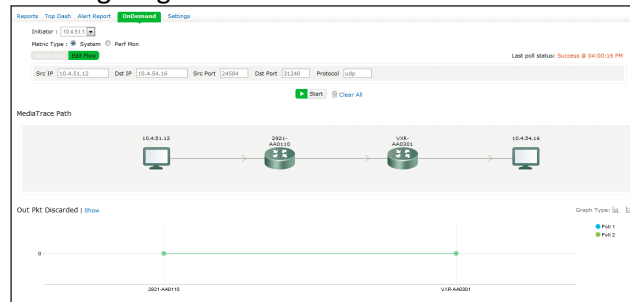 Reports Top Dash Alert Report OnDemand Settings
Initiator : 10.4.51.1
Metric Type : System Perf Mon
Edit Flow
Last poll status: Success @ 04:00:16 PM
Src IP 10.4.51.12 Dst IP 10.4.54.16 Src Port 24584 Dst Port 31240 Protocol udp
Start Clear All
MediaTrace Path
10.4.51.12 2921-AA0110 VXR-AA0301 10.4.54.16
Out Pkt Discarded | Show
Graph Type:
Poll 1
Poll 2
0
2921-AA0110 VXR-AA0301